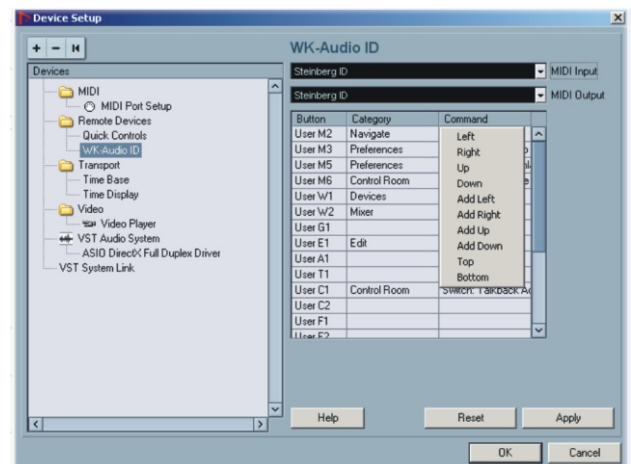 Device Setup
WK-Audio ID
Devices
MIDI
MIDI Port Setup
Remote Devices
Quick Controls
WK-Audio ID
Transport
Time Base
Time Display
Video
Video Player
VST Audio System
ASIO DirectX Full Duplex Driver
VST System Link
Steinberg ID MIDI Input
Steinberg ID MIDI Output
Button Category Command
User M2 Navigate
User M3 Preferences
User M5 Preferences
User M6 Control Room
User W1 Devices
User W2 Mixer
User G1
User E1 Edit
User A1
User T1
User C1 Control Room Switch: Talkback
User C2
User F1
User F2
Left
Right
Up
Down
Add Left
Add Right
Add Up
Add Down
Top
Bottom
Help Reset Apply
OK Cancel